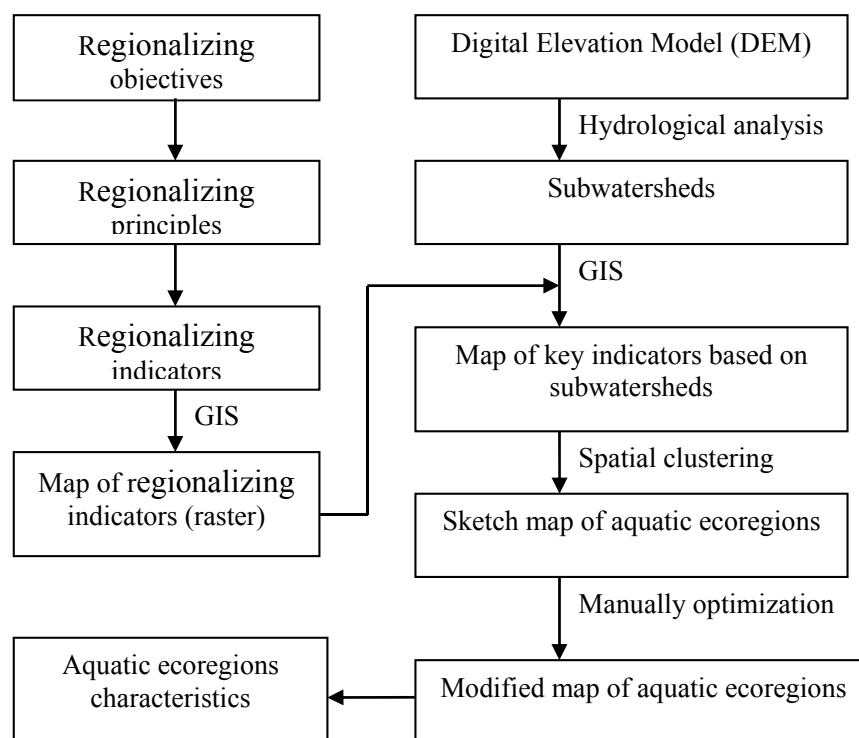 Regionalizing
objectives
Regionalizing
principles
Regionalizing
indicators
GIS
Map of regionalizing
indicators (raster)
Digital Elevation Model (DEM)
Hydrological analysis
Subwatersheds
GIS
Map of key indicators based on
subwatersheds
Spatial clustering
Sketch map of aquatic ecoregions
Manually optimization
Modified map of aquatic ecoregions
Aquatic ecoregions
characteristics